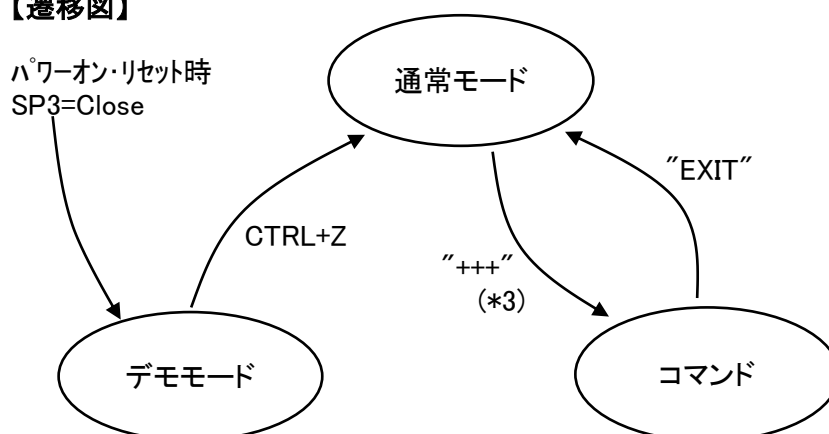 【遷移図】
ﾊﾟﾜｰｵﾝ･ﾘｾｯﾄ時
SP3=Close
通常モード
"EXIT"
CTRL+Z
"+++"
(*3)
デモモード
コマンド